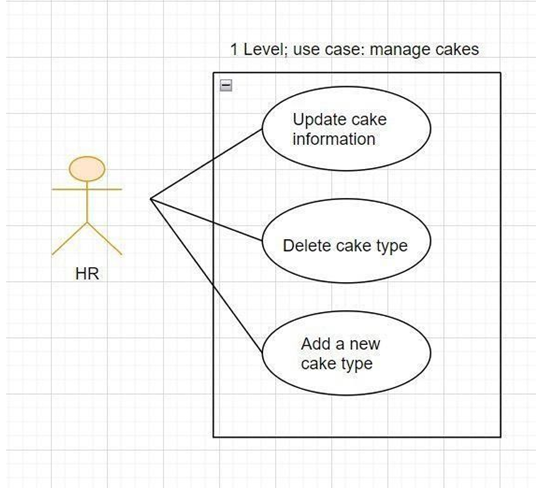 1 Level; use case: manage cakes
Update cake
information
Delete cake type
HR
Add a new
cake type